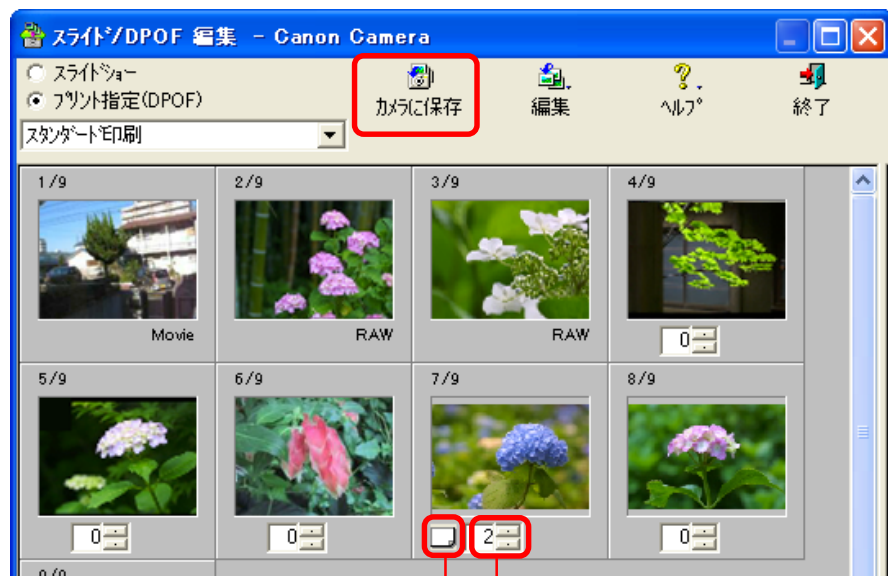 スライド/DPOF 編集 - Canon Camera
スライドショー
プリント指定(DPOF)
カメラに保存
編集
ヘルプ
終了
スタンダード印刷
1/9
2/9
3/9
4/9
Movie
RAW
RAW
0
5/9
6/9
7/9
8/9
0
0
2
0
9/9